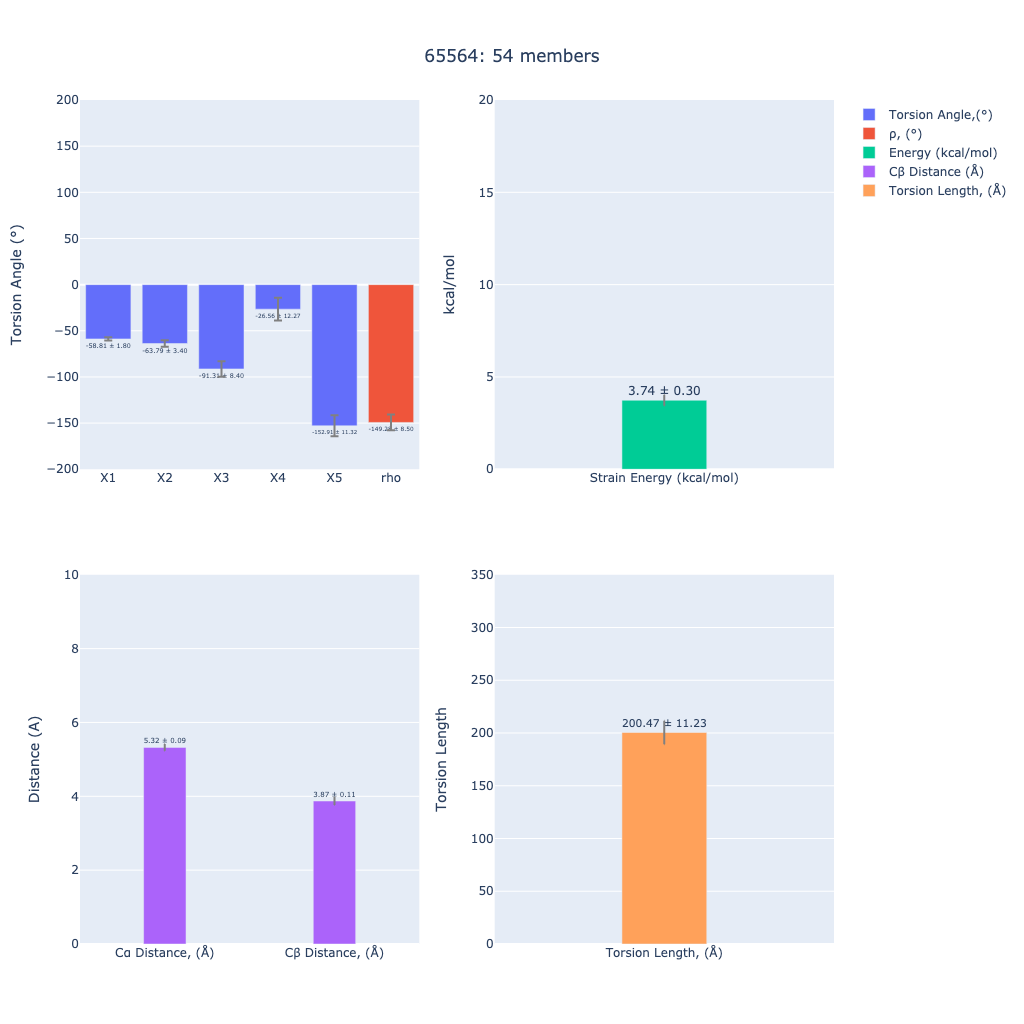 65564: 54 members
Torsion Angle (°)
200
150
100
50
0
−50
−100
−150
−200
-58.81 ± 1.80
-63.79 ± 3.40
-26.56 ± 12.27
-152.91 ± 11.32
X1 X2 X3 X4 X5 rho
kcal/mol
20
15
10
5
0
3.74 ± 0.30
Strain Energy (kcal/mol)
Torsion Angle,(°)
ρ, (°)
Energy (kcal/mol)
Cβ Distance (Å)
Torsion Length, (Å)
Distance (A)
10
8
6
4
2
0
5.32 ± 0.09
3.87 ± 0.11
Cα Distance, (Å) Cβ Distance, (Å)
Torsion Length
350
300
250
200
150
100
50
0
200.47 ± 11.23
Torsion Length, (Å)